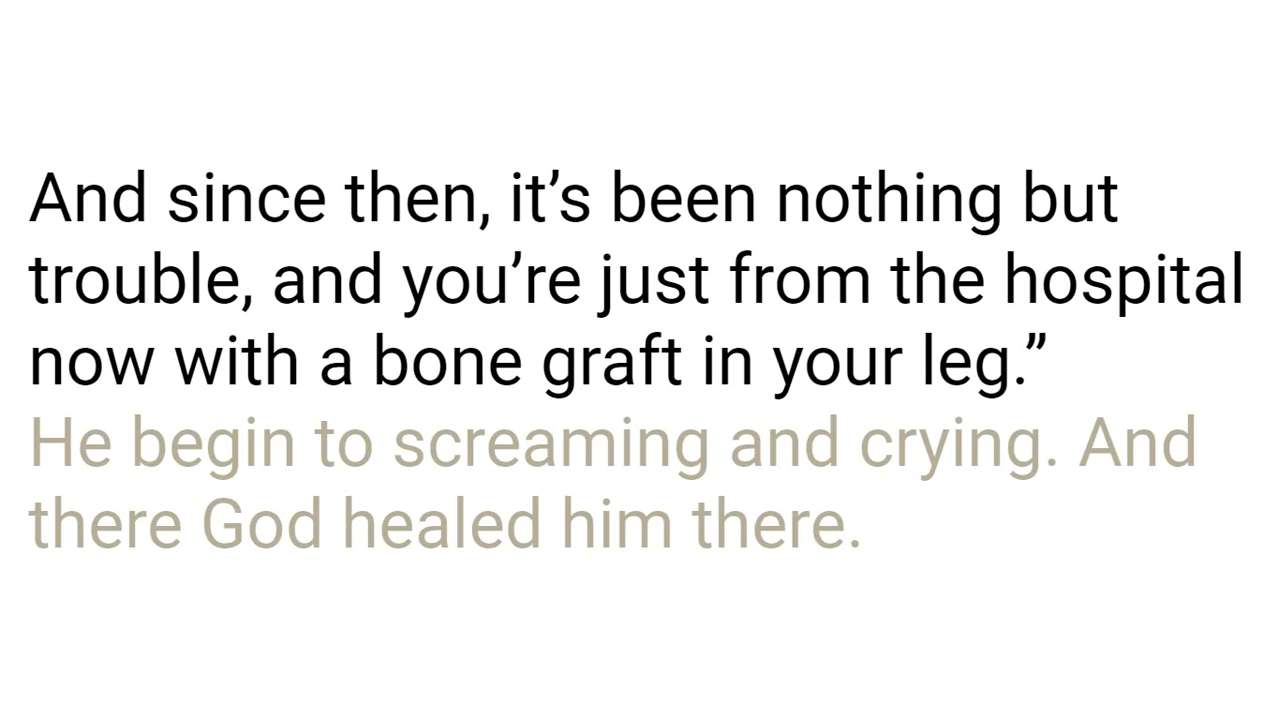 And since then, it’s been nothing but
trouble, and you’re just from the hospital
now with a bone graft in your leg.”
He begin to screaming and crying. And
there God healed him there.